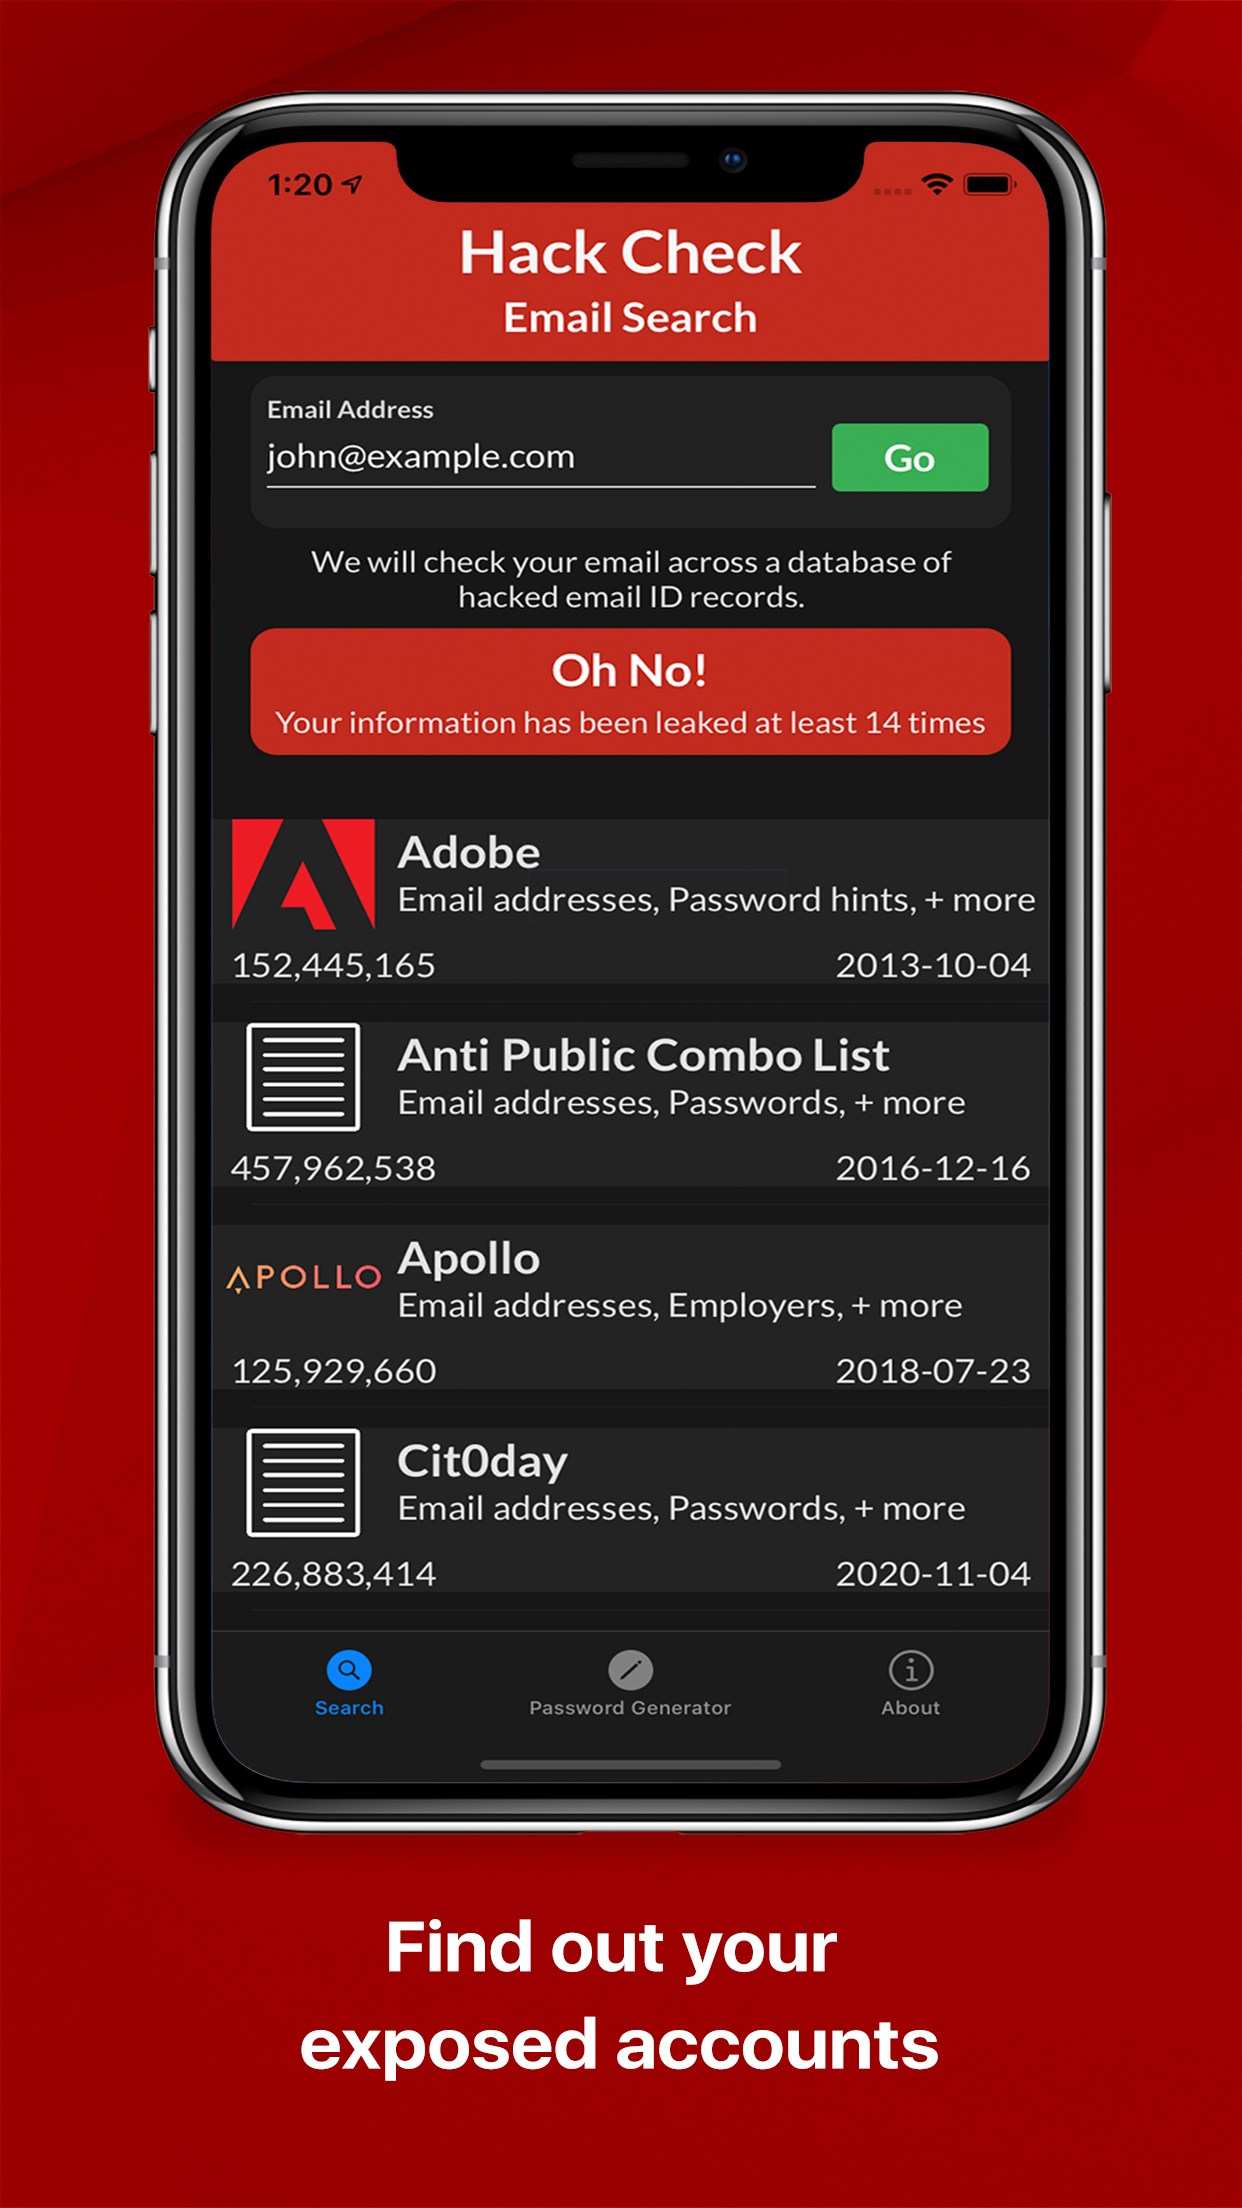 1:20
Hack Check
Email Search
Email Address
john@example.com
Go
We will check your email across a database of
hacked email ID records.
Oh No!
Your information has been leaked at least 14 times
Adobe
Email addresses, Password hints, + more
152,445,165 2013-10-04
Anti Public Combo List
Email addresses, Passwords, + more
457,962,538 2016-12-16
APOLLO
Apollo
Email addresses, Employers, + more
125,929,660 2018-07-23
Cit0day
Email addresses, Passwords, + more
226,883,414 2020-11-04
Search Password Generator About
Find out your
exposed accounts